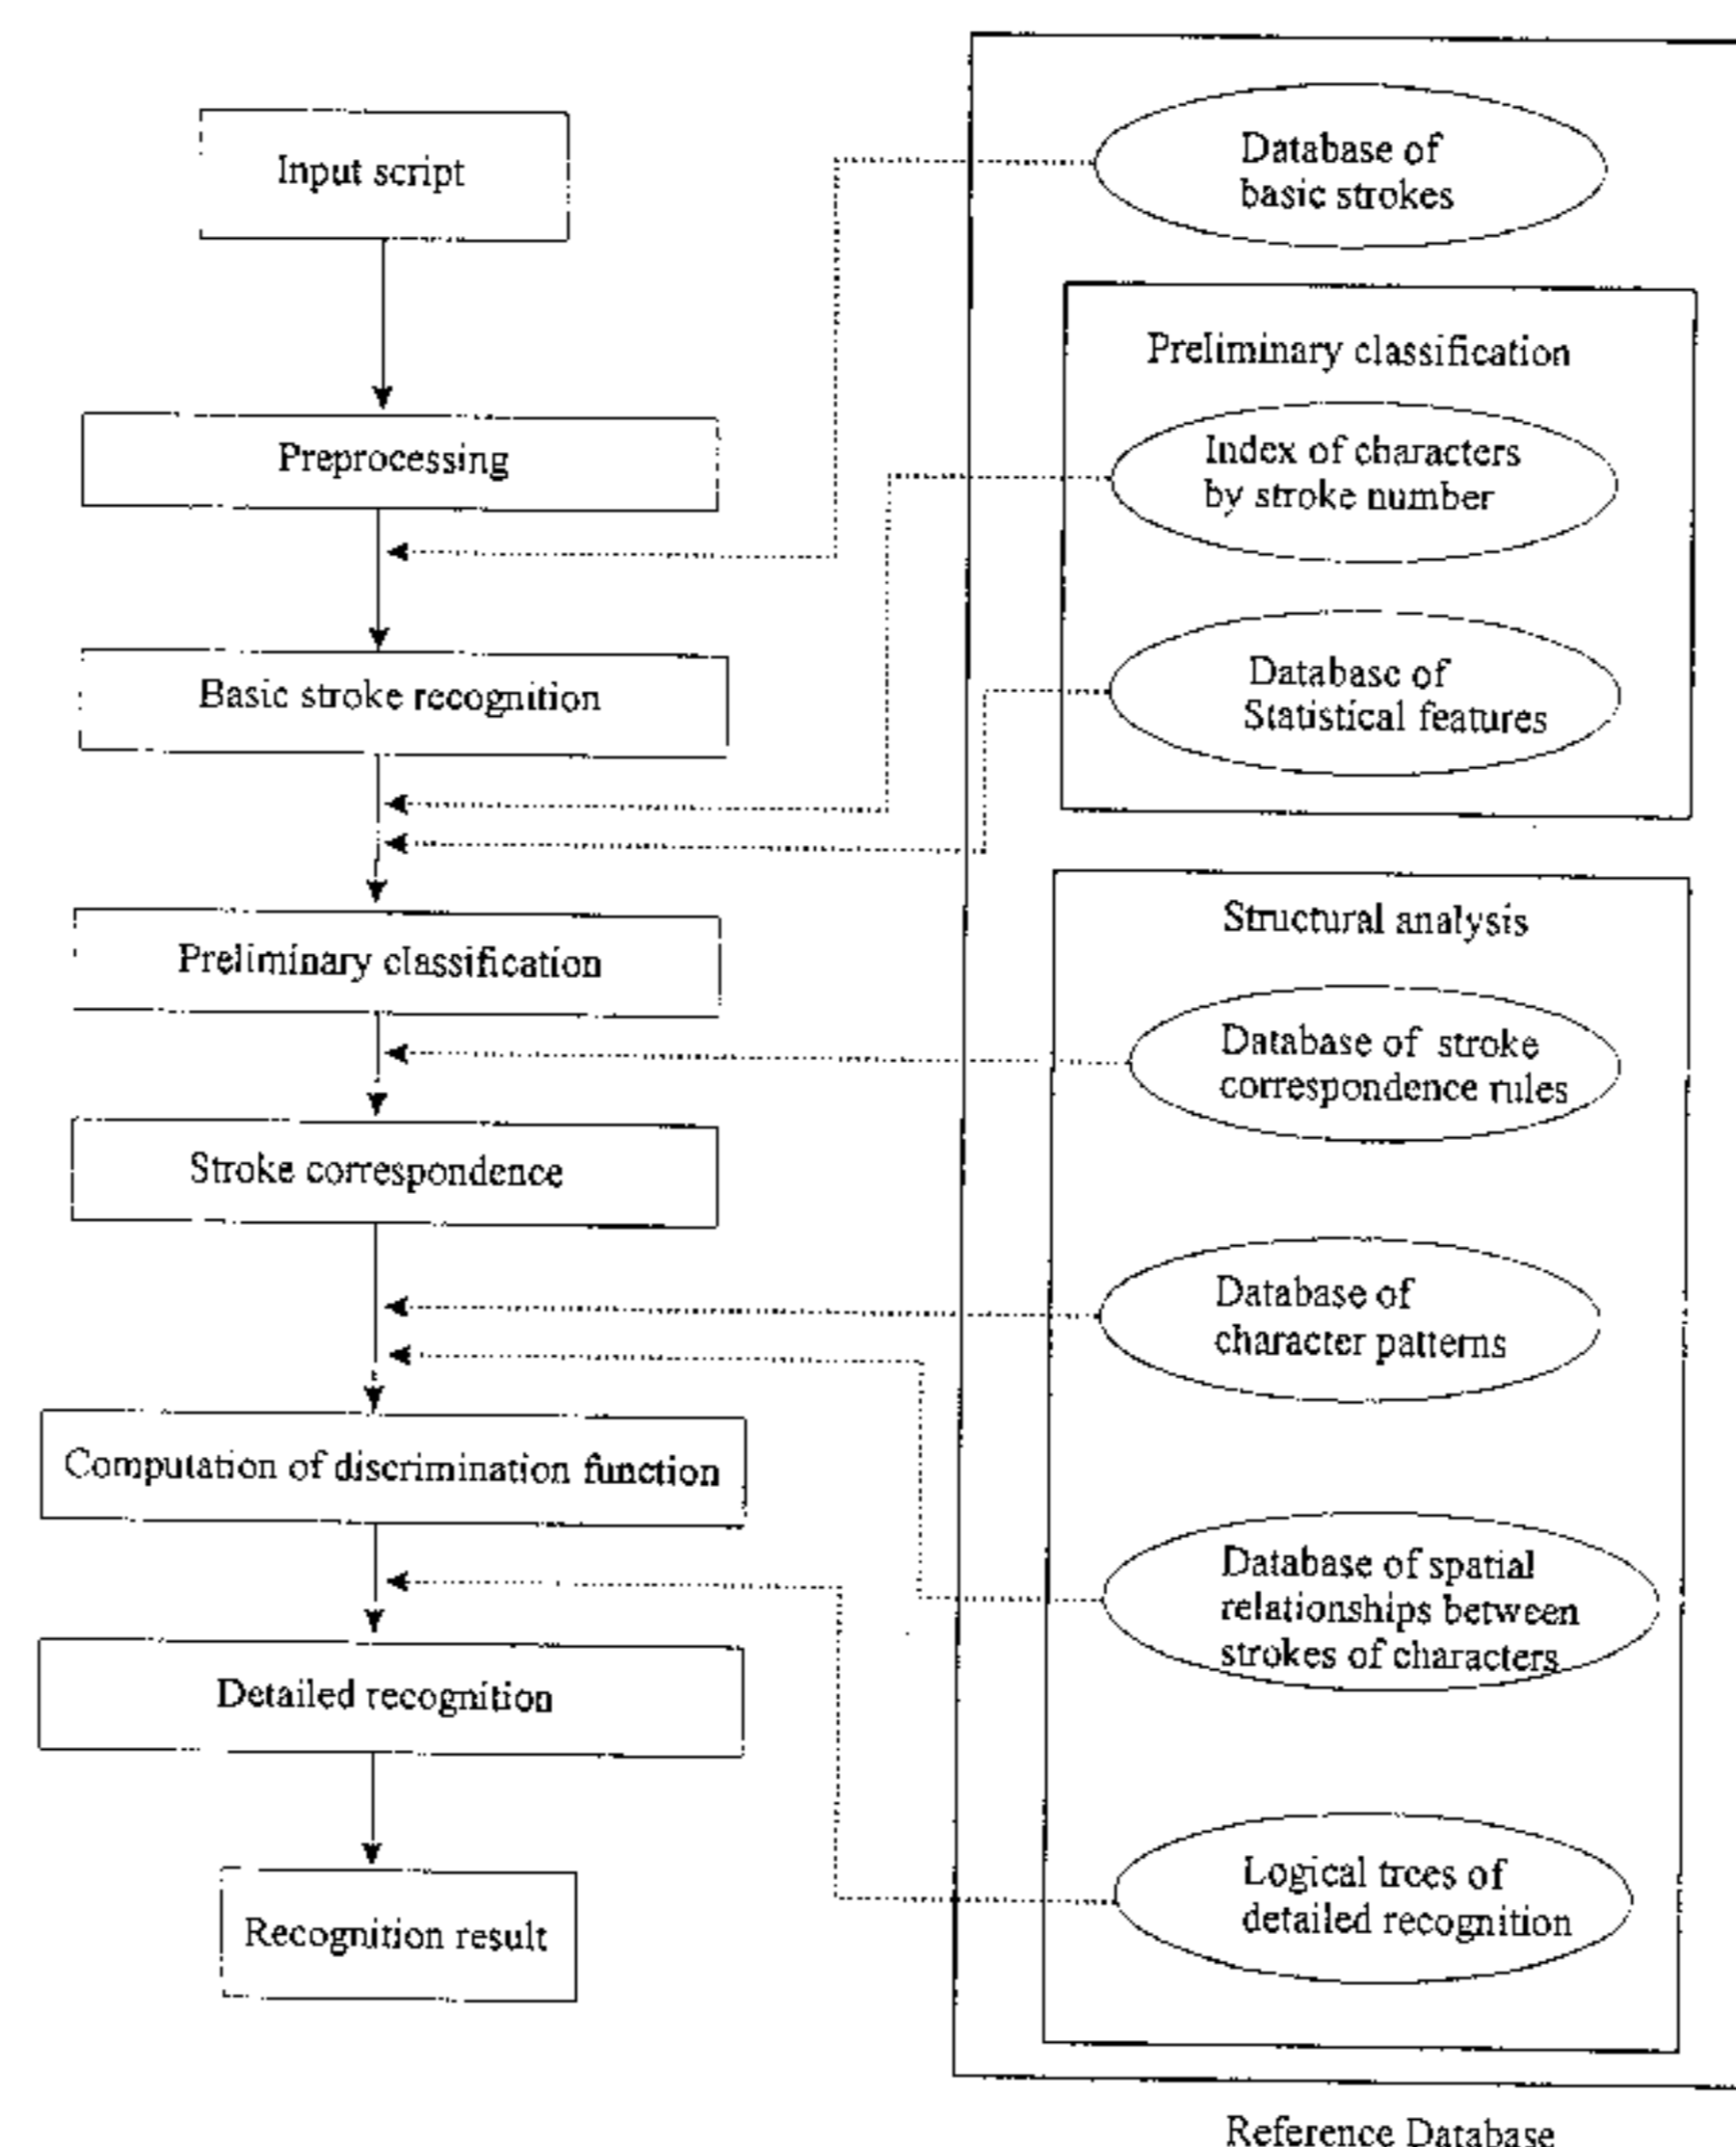 Input script
Preprocessing
Basic stroke recognition
Preliminary classification
Stroke correspondence
Computation of discrimination function
Detailed recognition
Recognition result
Database of
basic strokes
Preliminary classification
Index of characters
by stroke number
Database of
Statistical features
Structural analysis
Database of stroke
correspondence rules
Database of
character patterns
Database of spatial
relationships between
strokes of characters
Logical trees of
detailed recognition
Reference Database